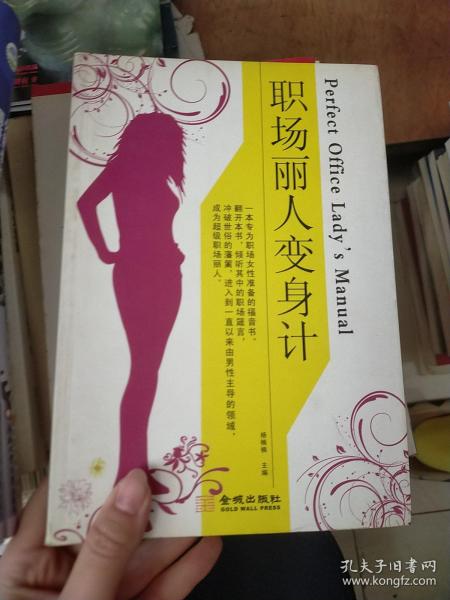 Perfect Office Lady's Manual
职场丽人变身计
一本专为职场女性准备的福音书。
翻开本书，倾听其中的职场箴言，
冲破世俗的藩篱，进入到一直以来由男性主导的领域，
成为超级职场丽人。
主编
金城出版社
GOLD WALL PRESS
孔夫子旧书网
www.kongfz.com